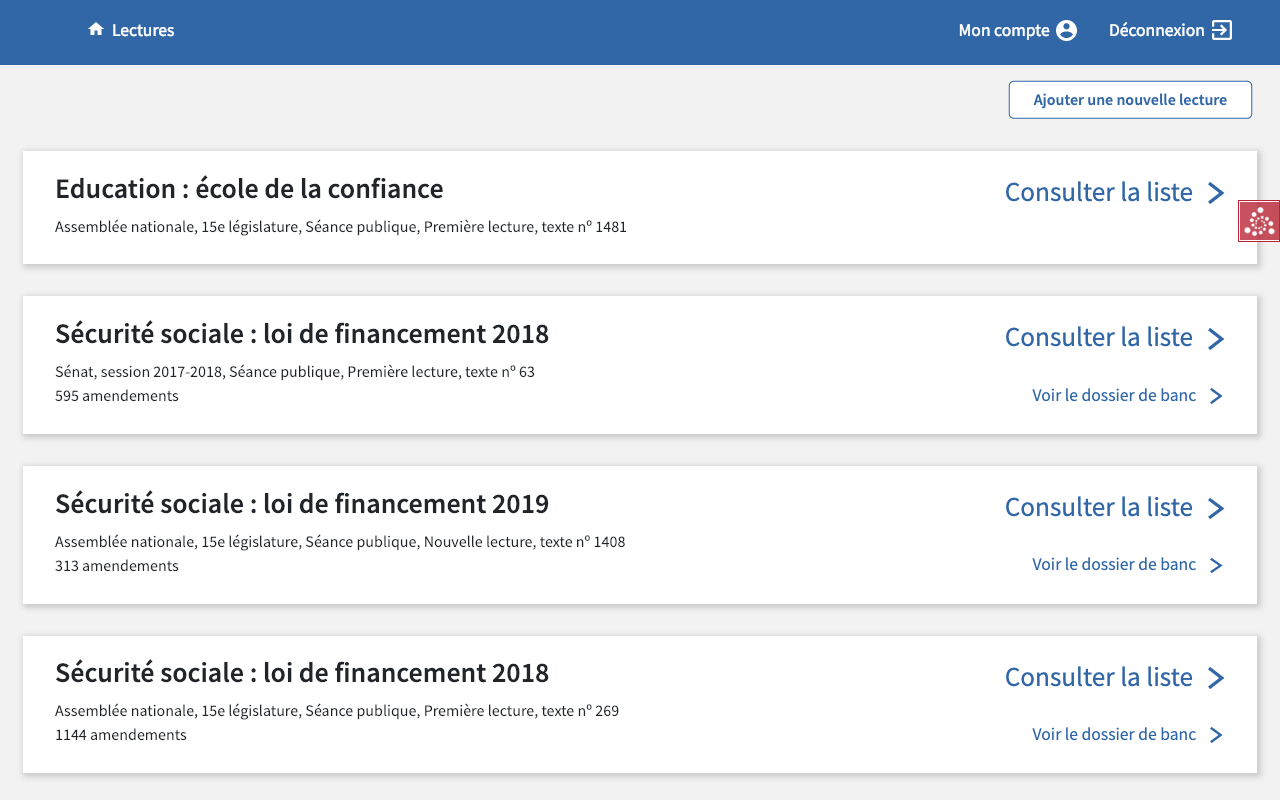 Lectures
Mon compte
Déconnexion
Ajouter une nouvelle lecture
Education : école de la confiance
Consulter la liste
Assemblée nationale, 15e législature, Séance publique, Première lecture, texte nº 1481
Sécurité sociale : loi de financement 2018
Consulter la liste
Sénat, session 2017-2018, Séance publique, Première lecture, texte nº 63
595 amendements
Voir le dossier de banc
Sécurité sociale : loi de financement 2019
Consulter la liste
Assemblée nationale, 15e législature, Séance publique, Nouvelle lecture, texte nº 1408
313 amendements
Voir le dossier de banc
Sécurité sociale : loi de financement 2018
Consulter la liste
Assemblée nationale, 15e législature, Séance publique, Première lecture, texte nº 269
1144 amendements
Voir le dossier de banc